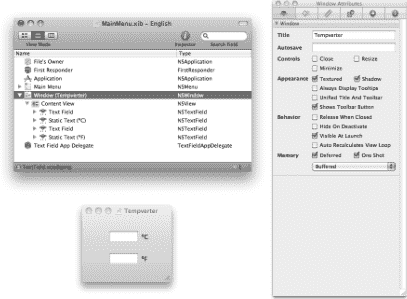 MainMenu.xib – English
View Mode
Inspector
Search Field
Name
Type
File's Owner
NSApplication
First Responder
FirstResponder
Application
NSApplication
Main Menu
NSMenu
Window (Tempverter)
NSWindow
Content View
NSView
Text Field
NSTextField
Static Text (°C)
NSTextField
Text Field
NSTextField
Static Text (°F)
NSTextField
Text Field App Delegate
TextFieldAppDelegate
TextField.xcodeproj
Tempverter
°C
°F
Window Attributes
Window
Title
Tempverter
Autosave
Controls
Close
Resize
Minimize
Appearance
Textured
Shadow
Always Display Tooltips
Unified Title And Toolbar
Shows Toolbar Button
Behavior
Release When Closed
Hide On Deactivate
Visible At Launch
Auto Recalculates View Loop
Memory
Deferred
One Shot
Buffered